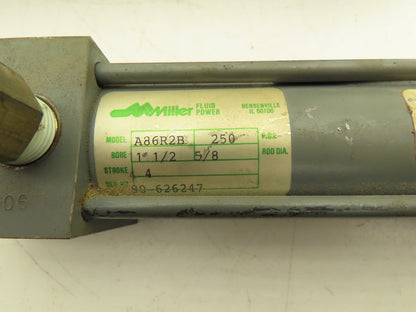 Miller FLUID POWER BENSENVILLE IL 60106
MODEL A86R2B 250 P.S.I.
BORE 1" 1/2 5/8 ROD DIA.
STROKE 4
90-626247
06